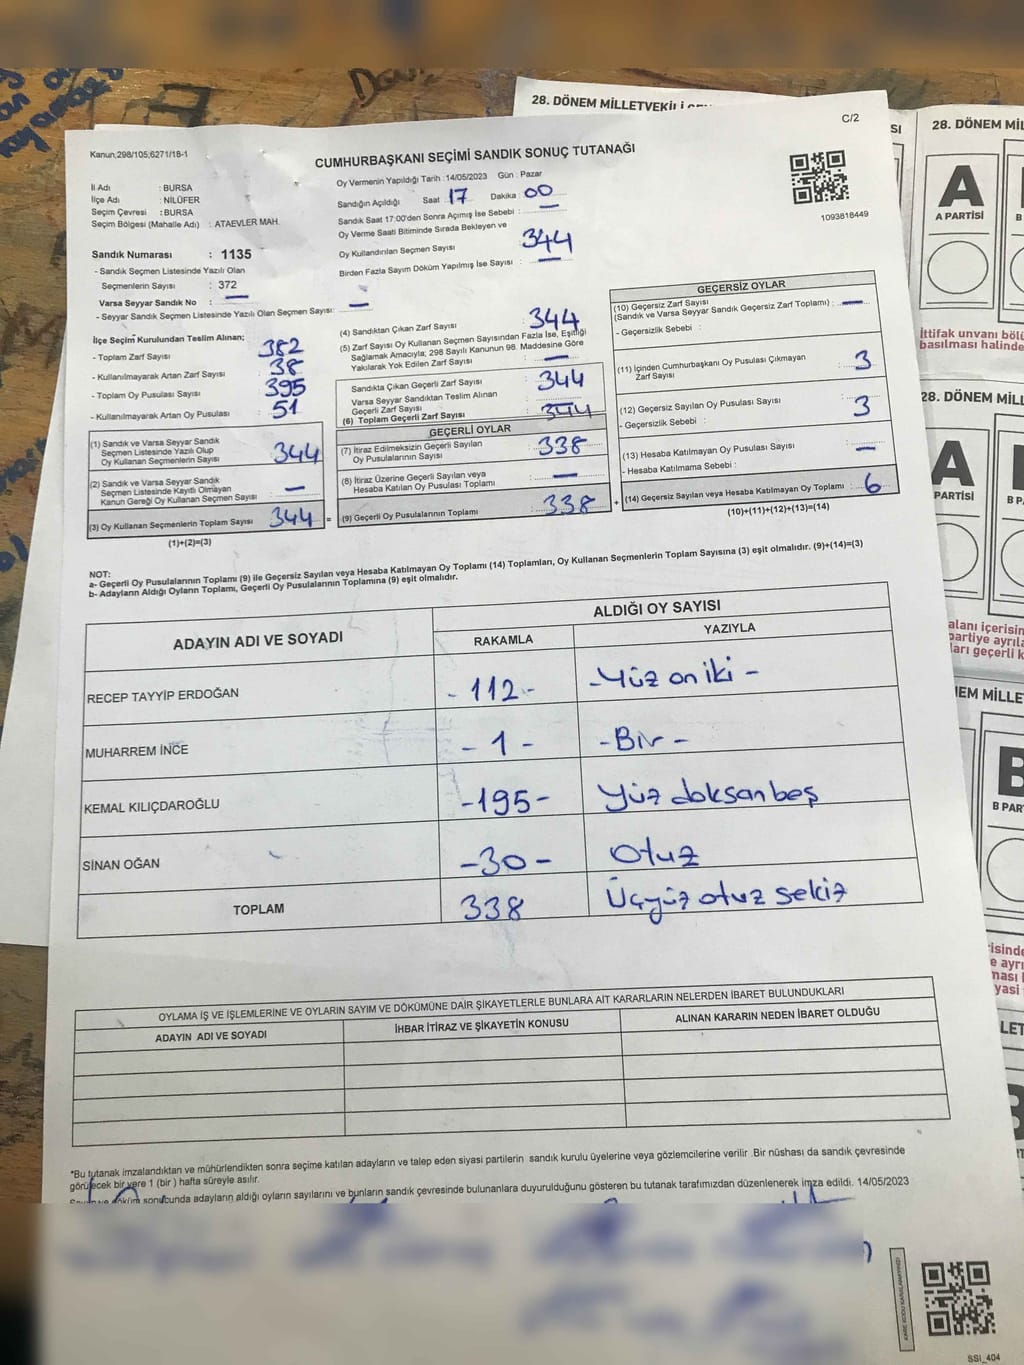 28. DÖNEM MİLLETVEKİLİ
C/2
Kanun;298/105;6271/18-1
CUMHURBAŞKANI SEÇİMİ SANDIK SONUÇ TUTANAĞI
İl Adı : BURSA
İlçe Adı : NİLÜFER
Seçim Çevresi : BURSA
Seçim Bölgesi (Mahalle Adı) : ATAEVLER MAH.
Oy Vermenin Yapıldığı Tarih : 14/05/2023 Gün : Pazar
Sandığın Açıldığı Saat : 17 Dakika : 00
Sandık Saat 17:00'den Sonra Açılmış İse Sebebi : —
Oy Verme Saati Bitiminde Sırada Bekleyen ve
Oy Kullandırılan Seçmen Sayısı : 344
Birden Fazla Sayım Döküm Yapılmış İse Sayısı : —
1093818449
Sandık Numarası : 1135
- Sandık Seçmen Listesinde Yazılı Olan
Seçmenlerin Sayısı : 372
Varsa Seyyar Sandık No : —
- Seyyar Sandık Seçmen Listesinde Yazılı Olan Seçmen Sayısı: —
İlçe Seçim Kurulundan Teslim Alınan;
- Toplam Zarf Sayısı : 382
- Kullanılmayarak Artan Zarf Sayısı : 38
- Toplam Oy Pusulası Sayısı : 395
- Kullanılmayarak Artan Oy Pusulası : 51
(1) Sandık ve Varsa Seyyar Sandık
Seçmen Listesinde Yazılı Olup
Oy Kullanan Seçmenlerin Sayısı : 344
(2) Sandık ve Varsa Seyyar Sandık
Seçmen Listesinde Kayıtlı Olmayan
Kanun Gereği Oy Kullanan Seçmen Sayısı : —
(3) Oy Kullanan Seçmenlerin Toplam Sayısı : 344
(1)+(2)=(3)
(4) Sandıktan Çıkan Zarf Sayısı : 344
(5) Zarf Sayısı Oy Kullanan Seçmen Sayısından Fazla İse, Eşitliği
Sağlamak Amacıyla; 298 Sayılı Kanunun 98. Maddesine Göre
Yakılarak Yok Edilen Zarf Sayısı : —
Sandıkta Çıkan Geçerli Zarf Sayısı : 344
Varsa Seyyar Sandıktan Teslim Alınan
Geçerli Zarf Sayısı :
(6) Toplam Geçerli Zarf Sayısı : 344
GEÇERLİ OYLAR
(7) İtiraz Edilmeksizin Geçerli Sayılan
Oy Pusulalarının Sayısı : 338
(8) İtiraz Üzerine Geçerli Sayılan veya
Hesaba Katılan Oy Pusulası Toplamı : —
= (9) Geçerli Oy Pusulalarının Toplamı : 338
GEÇERSİZ OYLAR
(10) Geçersiz Zarf Sayısı
(Sandık ve Varsa Seyyar Sandık Geçersiz Zarf Toplamı) : —
- Geçersizlik Sebebi :
(11) İçinden Cumhurbaşkanı Oy Pusulası Çıkmayan
Zarf Sayısı : 3
(12) Geçersiz Sayılan Oy Pusulası Sayısı : 3
- Geçersizlik Sebebi :
(13) Hesaba Katılmayan Oy Pusulası Sayısı : —
- Hesaba Katılmama Sebebi :
+ (14) Geçersiz Sayılan veya Hesaba Katılmayan Oy Toplamı : 6
(10)+(11)+(12)+(13)=(14)
NOT:
a- Geçerli Oy Pusulalarının Toplamı (9) ile Geçersiz Sayılan veya Hesaba Katılmayan Oy Toplamı (14) Toplamları, Oy Kullanan Seçmenlerin Toplam Sayısına (3) eşit olmalıdır. (9)+(14)=(3)
b- Adayların Aldığı Oyların Toplamı, Geçerli Oy Pusulalarının Toplamına (9) eşit olmalıdır.
ADAYIN ADI VE SOYADI
ALDIĞI OY SAYISI
RAKAMLA YAZIYLA
RECEP TAYYİP ERDOĞAN - 112 - - Yüz on iki -
MUHARREM İNCE - 1 - - Bir -
KEMAL KILIÇDAROĞLU - 195 - Yüz doksan beş
SİNAN OĞAN - 30 - Otuz
TOPLAM 338 Üçyüz otuz sekiz
OYLAMA İŞ VE İŞLEMLERİNE VE OYLARIN SAYIM VE DÖKÜMÜNE DAİR ŞİKAYETLERLE BUNLARA AİT KARARLARIN NELERDEN İBARET BULUNDUKLARI
ADAYIN ADI VE SOYADI İHBAR İTİRAZ VE ŞİKAYETİN KONUSU ALINAN KARARIN NEDEN İBARET OLDUĞU
*Bu tutanak imzalandıktan ve mühürlendikten sonra seçime katılan adayların ve talep eden siyasi partilerin sandık kurulu üyelerine veya gözlemcilerine verilir .Bir nüshası da sandık çevresinde
görülecek bir yere 1 (bir ) hafta süreyle asılır.
döküm sonucunda adayların aldığı oyların sayılarını ve bunların sandık çevresinde bulunanlara duyurulduğunu gösteren bu tutanak tarafımızdan düzenlenerek imza edildi. 14/05/2023
SSI_404
SI
28. DÖNEM MİL
A
A PARTİSİ
B
İttifak unvanı bölü
basılması halinde
28. DÖNEM MİLL
A
PARTİSİ
B PA
alanı içerisin
partiye ayrıla
ları geçerli k
NEM MİLLE
B
B PAR
isinde
e ayrı
ması l
yasi
LET
B